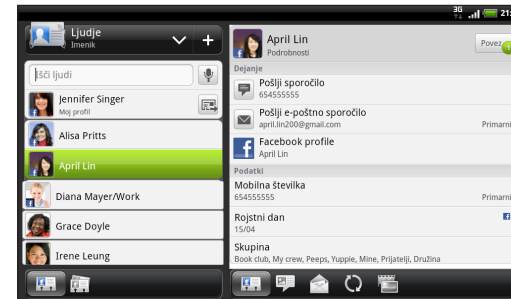 3G
21:
Ljudje
Imenik
Išči ljudi
Jennifer Singer
Moj profil
Alisa Pritts
April Lin
Diana Mayer/Work
Grace Doyle
Irene Leung
April Lin
Podrobnosti
Povez
Dejanje
Pošlji sporočilo
654555555
Pošlji e-poštno sporočilo
april.lin200@gmail.com
Primarni
Facebook profile
April Lin
Podatki
Mobilna številka
654555555
Primarni
Rojstni dan
15/04
Skupina
Book club, My crew, Peeps, Yuppie, Mine, Prijatelji, Družina